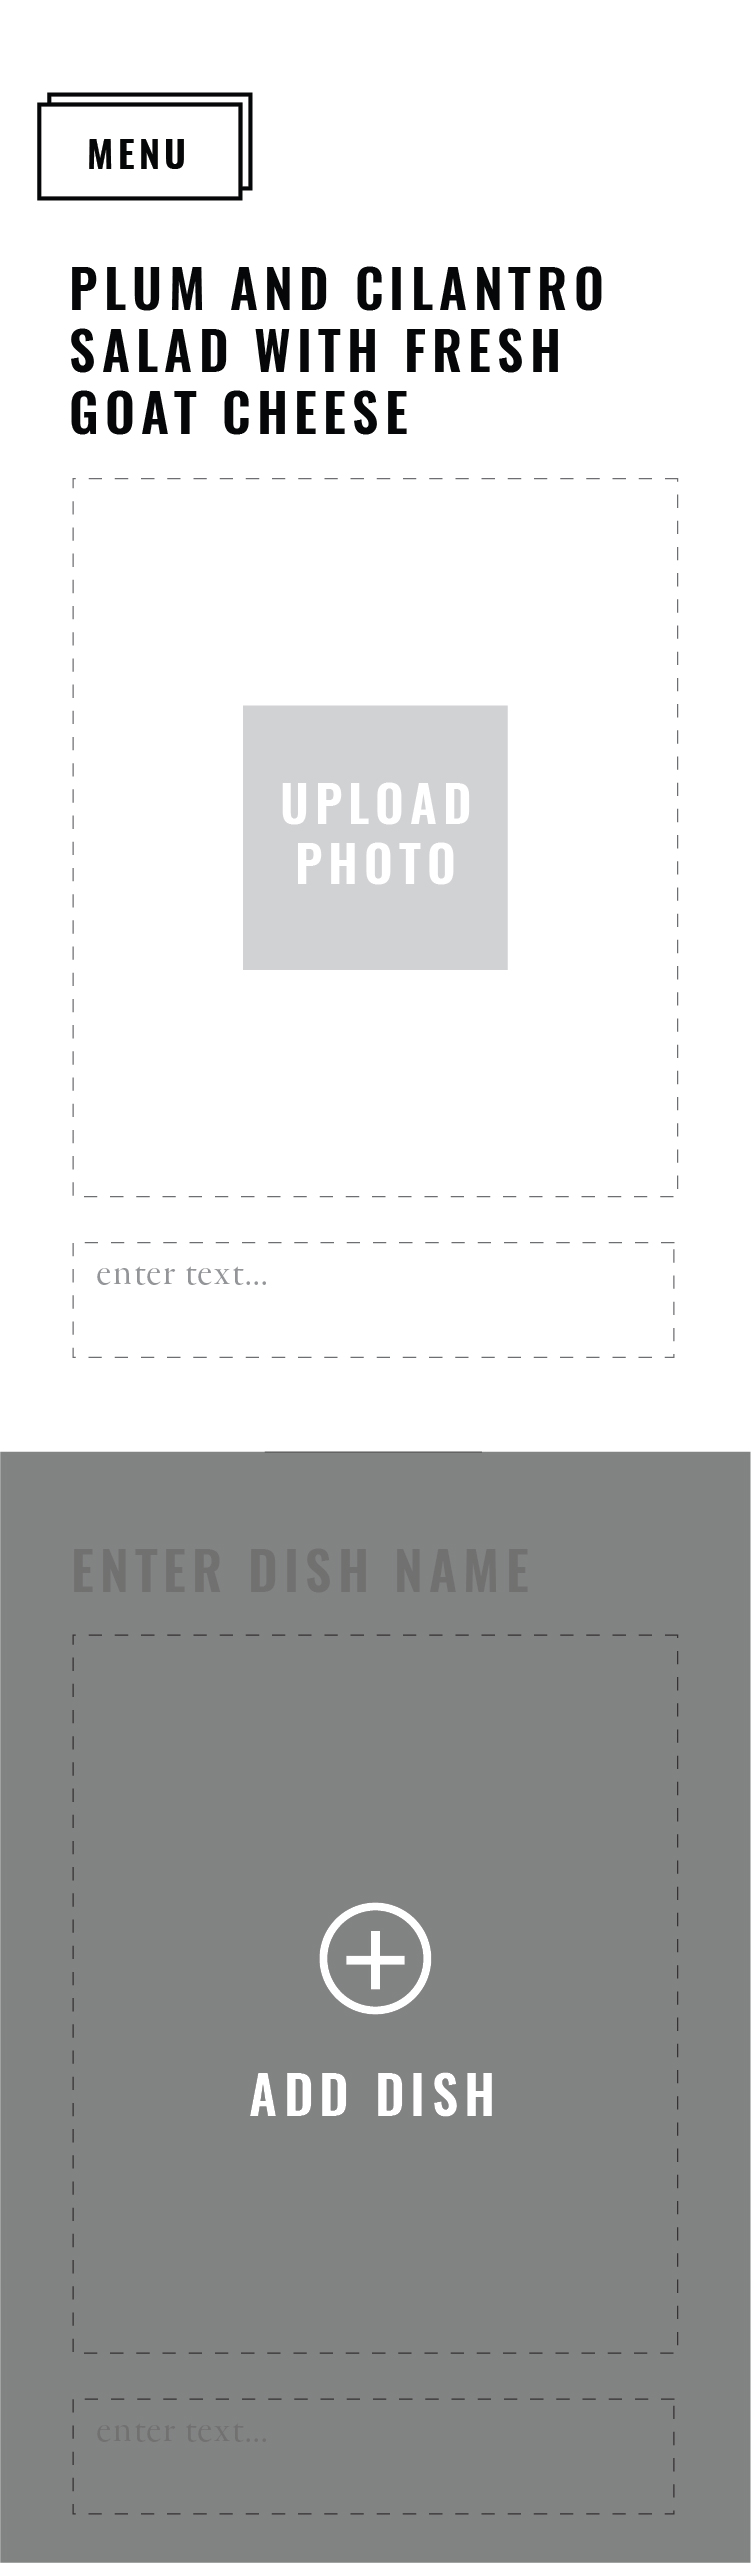 MENU
PLUM AND CILANTRO
SALAD WITH FRESH
GOAT CHEESE
UPLOAD
PHOTO
enter text...
ENTER DISH NAME
ADD DISH
enter text...